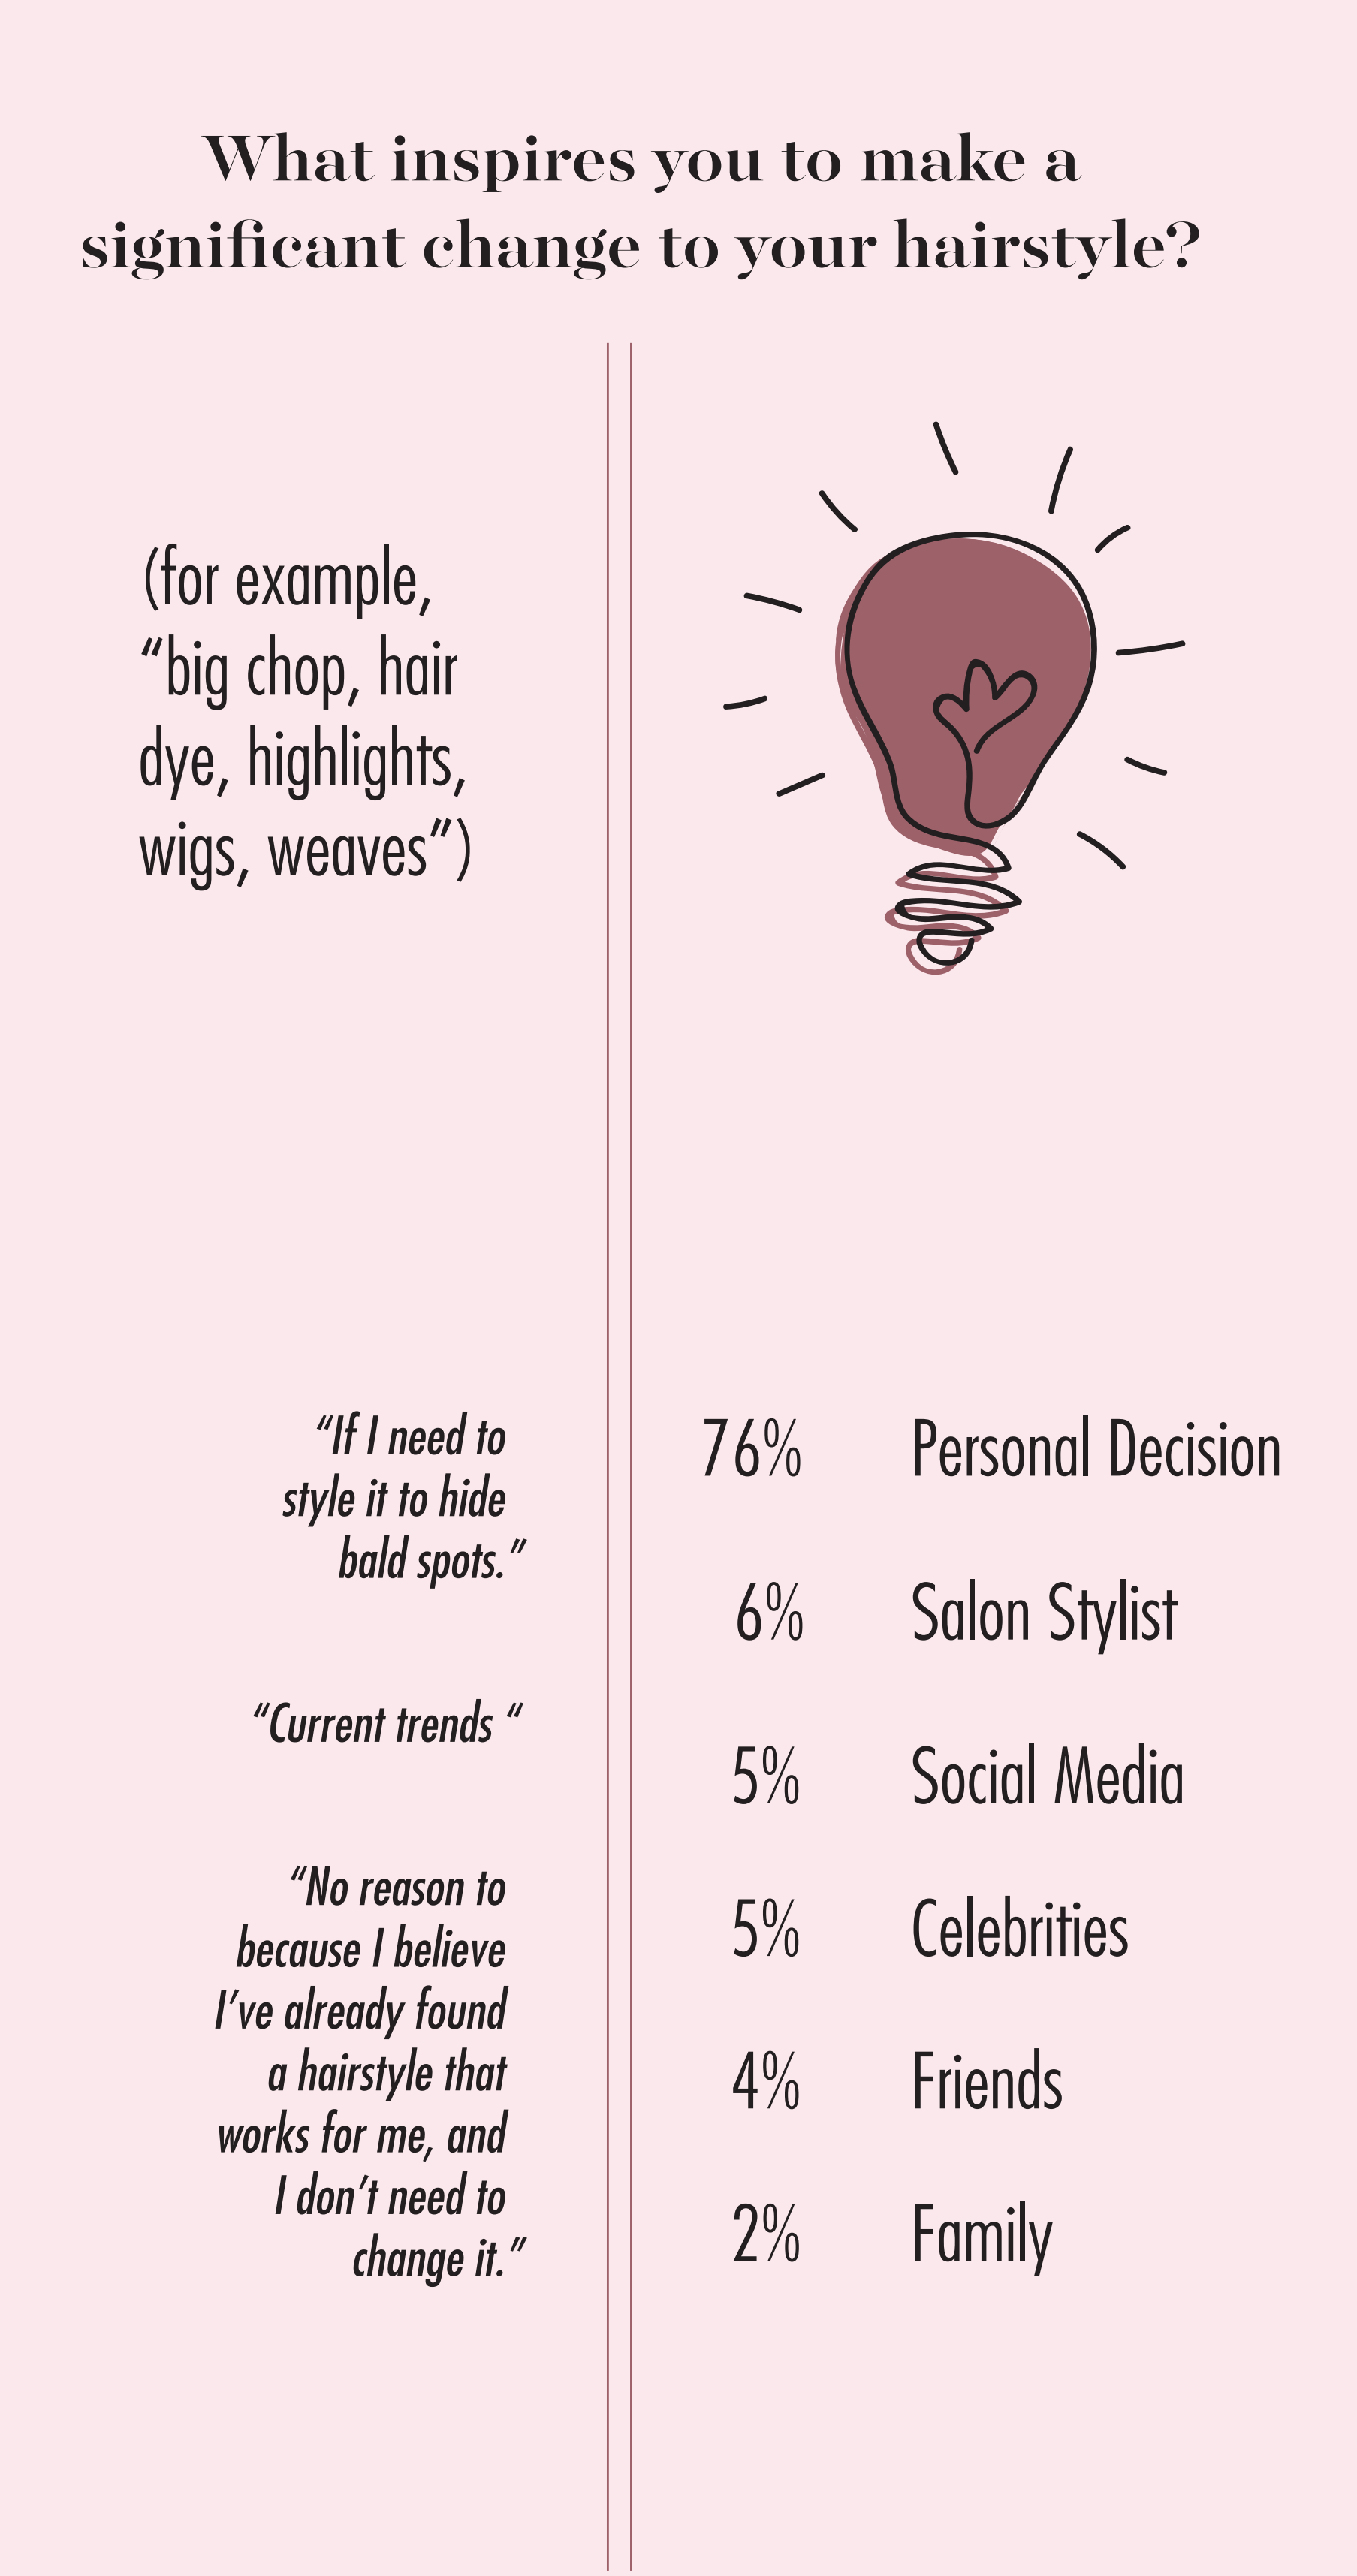 What inspires you to make a
significant change to your hairstyle?
(for example,
“big chop, hair
dye, highlights,
wigs, weaves”)
“If I need to
style it to hide
bald spots.”
“Current trends “
“No reason to
because I believe
I’ve already found
a hairstyle that
works for me, and
I don’t need to
change it.”
76% Personal Decision
6% Salon Stylist
5% Social Media
5% Celebrities
4% Friends
2% Family